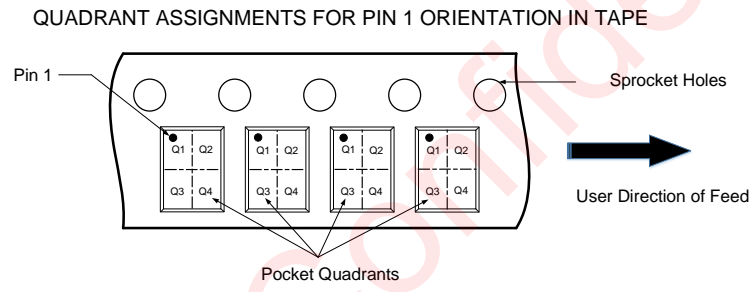 QUADRANT ASSIGNMENTS FOR PIN 1 ORIENTATION IN TAPE
Pin 1
Sprocket Holes
Q1 Q2 Q1 Q2 Q1 Q2 Q1 Q2
Q3 Q4 Q3 Q4 Q3 Q4 Q3 Q4
User Direction of Feed
Pocket Quadrants
Confide